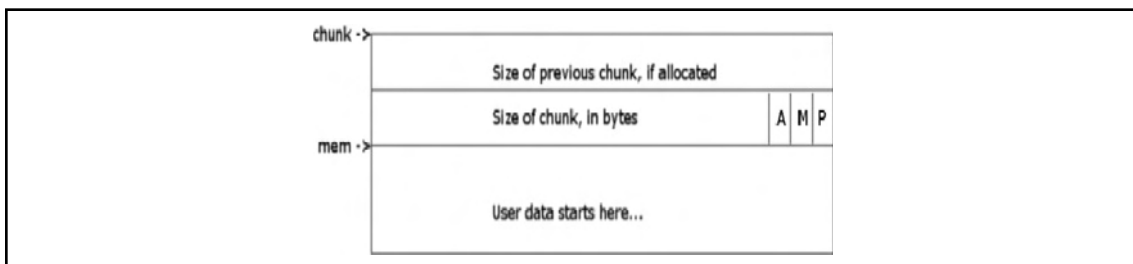 chunk ->
Size of previous chunk, if allocated
Size of chunk, in bytes A M P
mem ->
User data starts here...